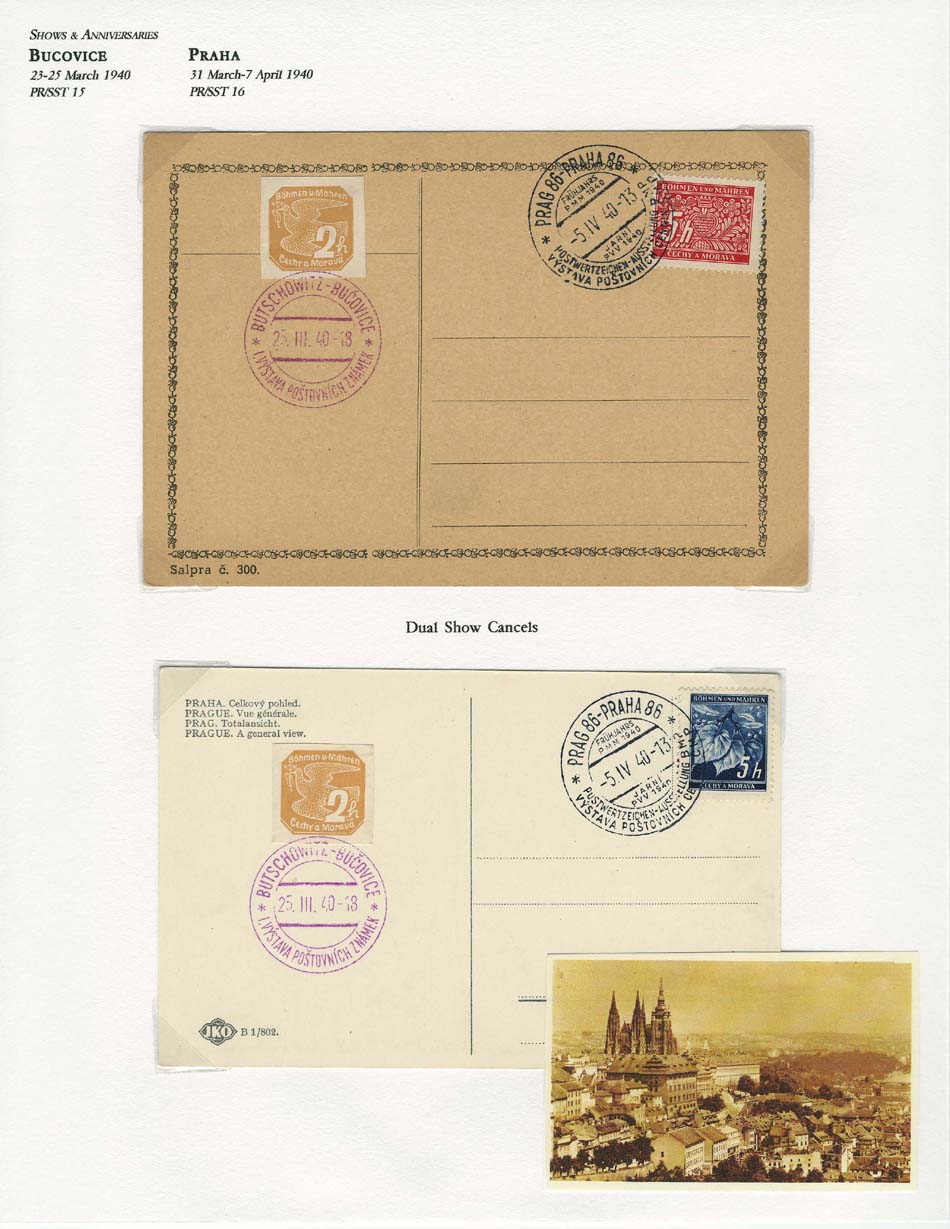 SHOWS & ANNIVERSARIES
BUCOVICE
23-25 March 1940
PR/SST 15
PRAHA
31 March-7 April 1940
PR/SST 16
Böhmen u Mähren
2h
Čechy a Morava
BUTSCHOWITZ-BUČOVICE
25. III. 40-18
* I. VÝSTAVA POŠTOVNÍCH ZNÁMEK *
* PRAG 86-PRAHA 86 *
FRÜHJAHRS
P.M.M 1940
-5.IV 40-13
JARNÍ
PVV 1940
POSTWERTZEICHEN-AUSSTELLUNG
VÝSTAVA POŠTOVNÍCH
BÖHMEN UND MÄHREN
5h
ČECHY A MORAVA
Salpra č. 300.
Dual Show Cancels
PRAHA. Celkový pohled.
PRAGUE. Vue générale.
PRAG. Totalansicht.
PRAGUE. A general view.
Böhmen u Mähren
2h
Čechy a Morava
BUTSCHOWITZ-BUČOVICE
25. III. 40-18
* I. VÝSTAVA POŠTOVNÍCH ZNÁMEK *
* PRAG 86-PRAHA 86 *
FRÜHJAHRS
P.M.M 1940
-5.IV 40-13
JARNÍ
PVV 1940
POSTWERTZEICHEN-AUSSTELLUNG
VÝSTAVA POŠTOVNÍCH
BÖHMEN UND MÄHREN
5h
ČECHY A MORAVA
JKO B 1/802.